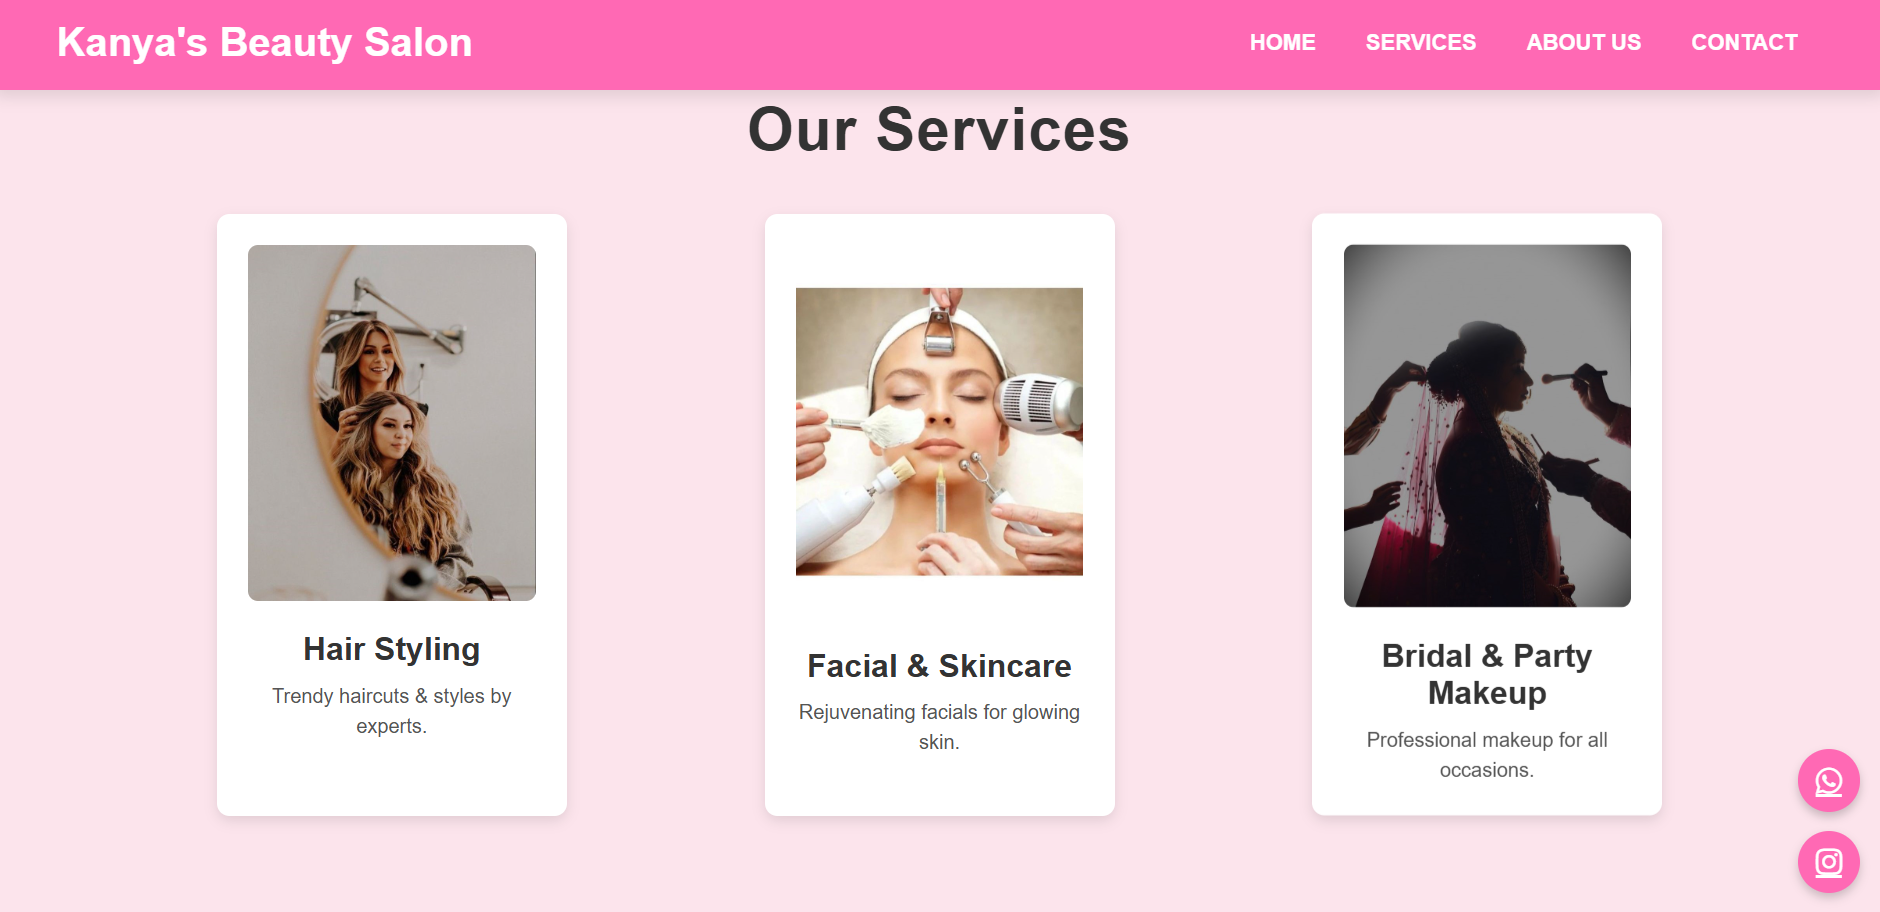 Kanya's Beauty Salon
HOME SERVICES ABOUT US CONTACT
Our Services
Hair Styling
Trendy haircuts & styles by
experts.
Facial & Skincare
Rejuvenating facials for glowing
skin.
Bridal & Party
Makeup
Professional makeup for all
occasions.